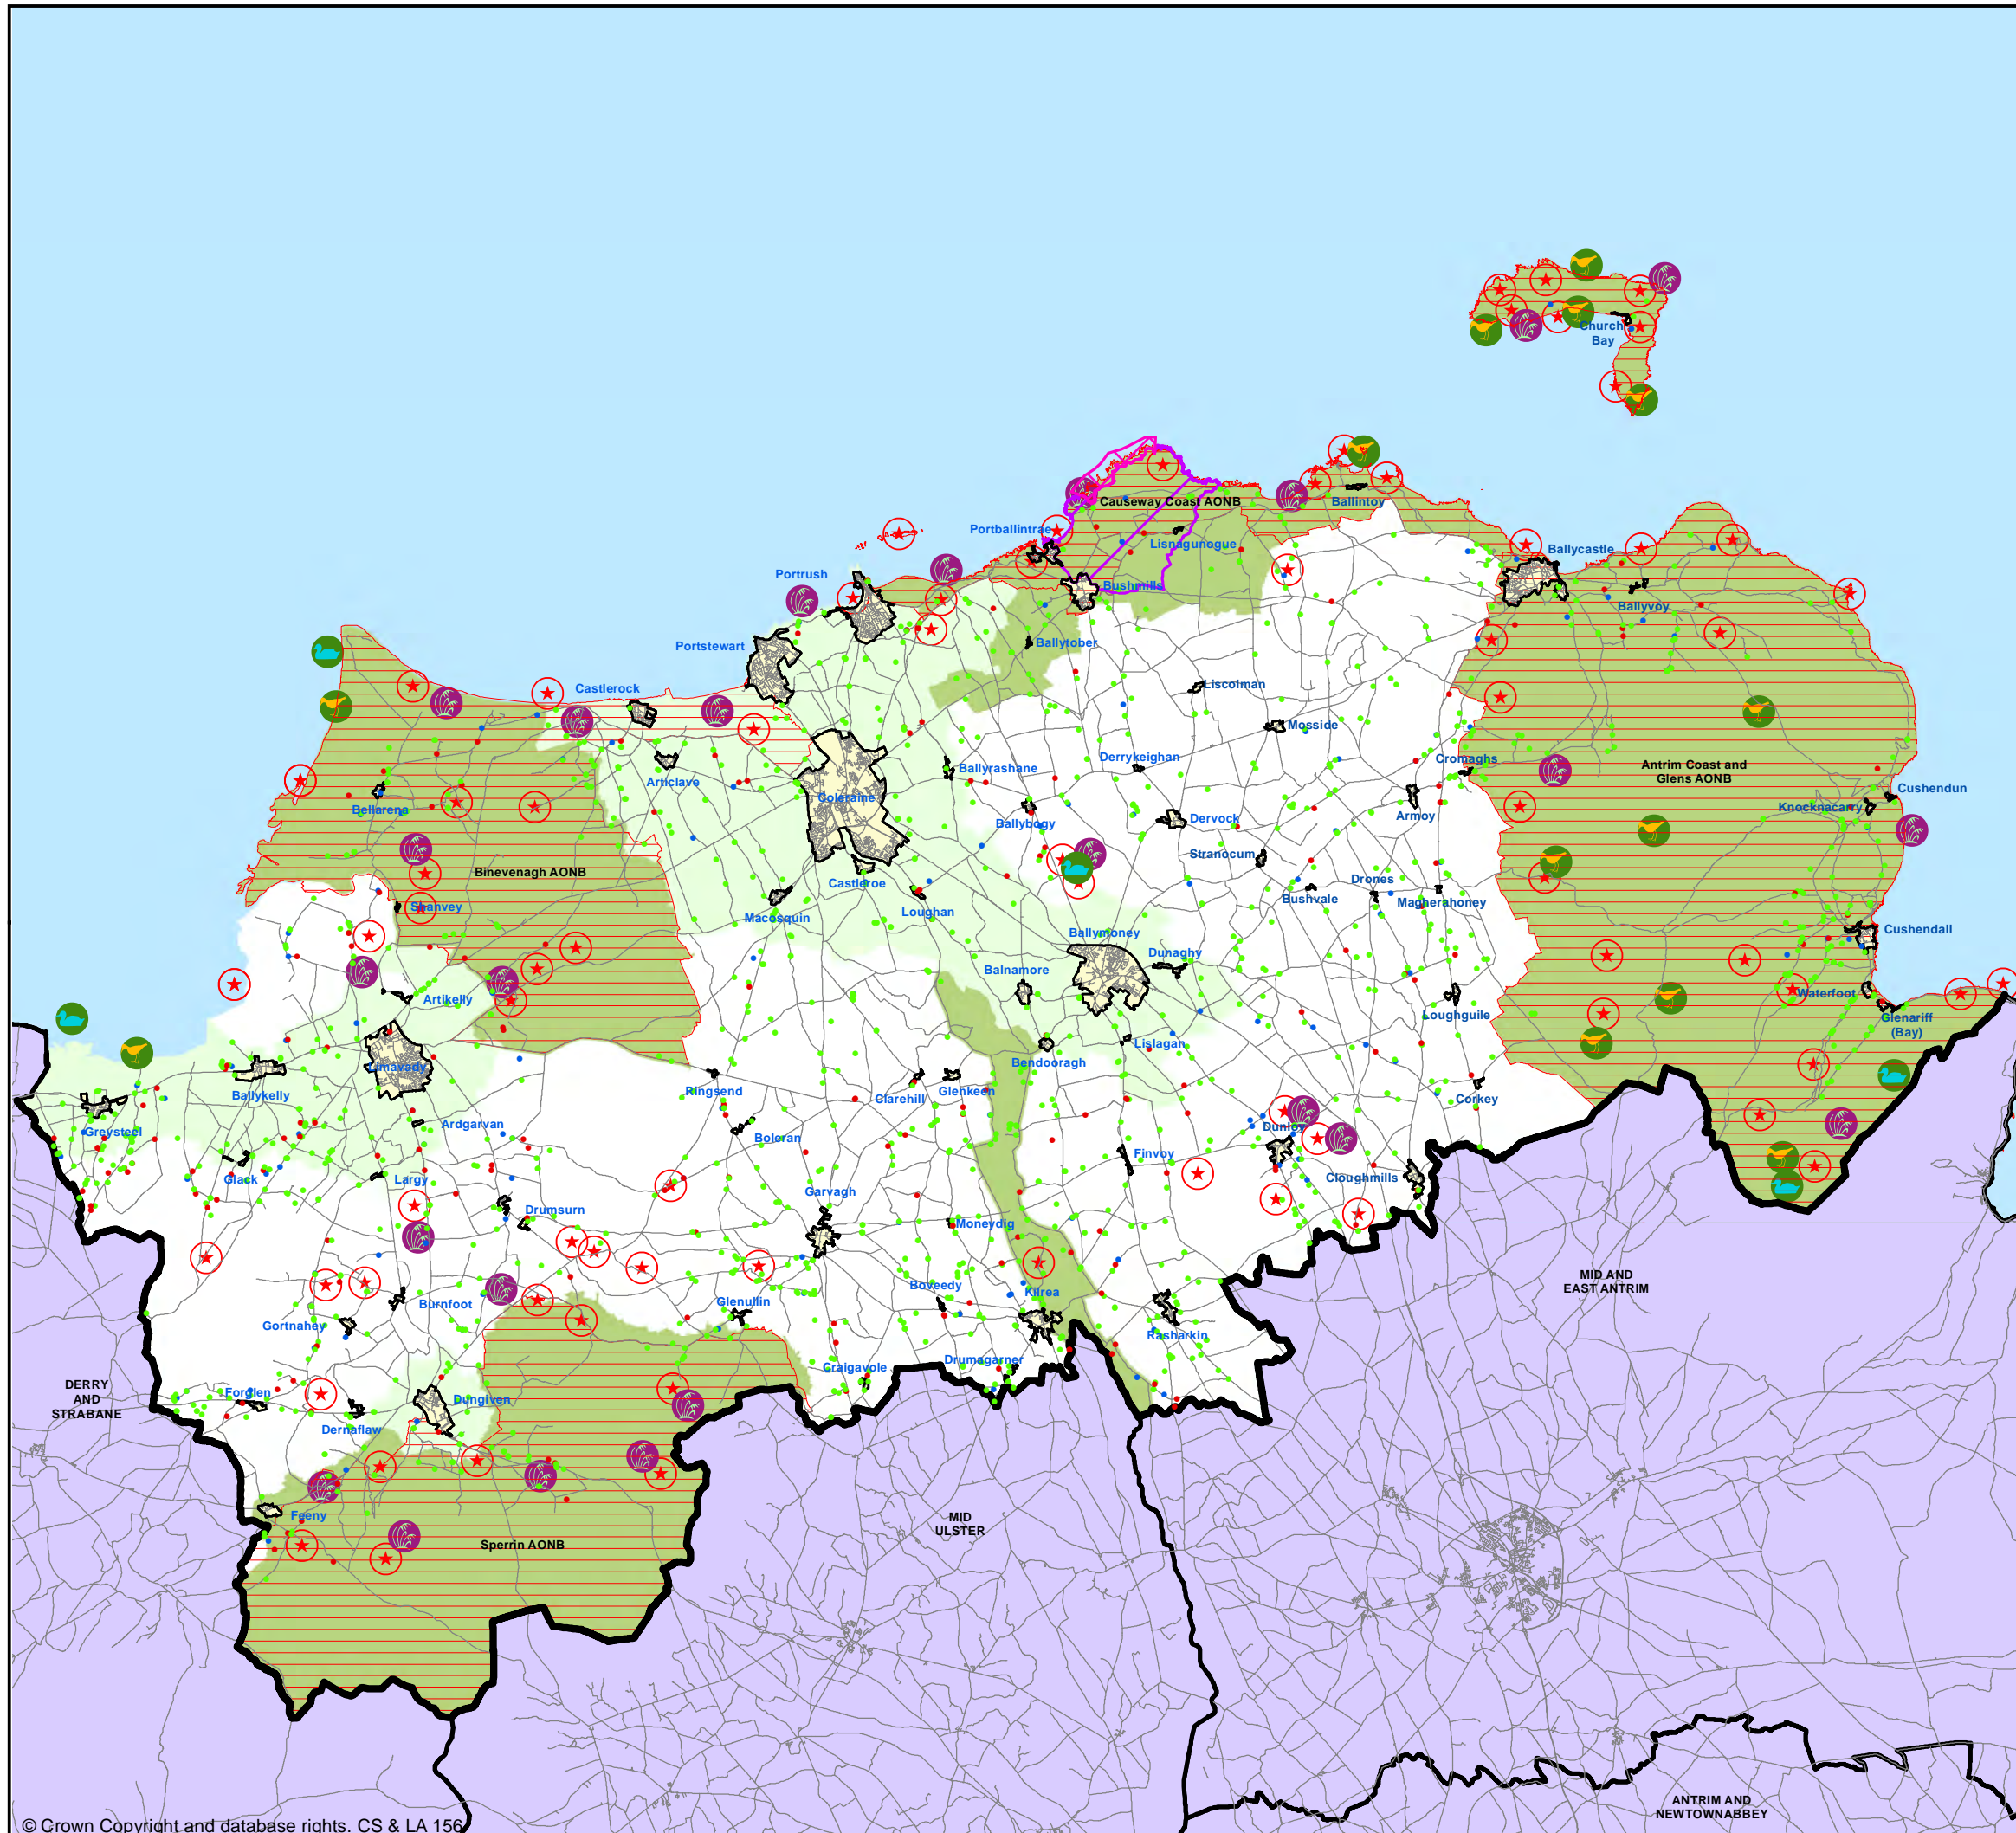 Church
Bay
Causeway Coast AONB
Ballintoy
Portballintrae
Lisnagunogue
Ballycastle
Portrush
Bushmills
Ballyvoy
Portstewart
Ballytober
Castlerock
Liscolman
Mosside
Articlave
Ballyrashane
Derrykeighan
Cromaghs
Antrim Coast and
Glens AONB
Cushendun
Knocknacarry
Bellarena
Coleraine
Ballybogy
Dervock
Armoy
Stranocum
Binevenagh AONB
Castleroe
Drones
Bushvale
Magherahoney
Shanvey
Macosquin
Loughan
Ballymoney
Dunaghy
Cushendall
Balnamore
Artikelly
Waterfoot
Loughguile
Glenariff
(Bay)
Lislagan
Bendooragh
Limavady
Ballykelly
Ringsend
Clarehill
Glenkeen
Corkey
Greysteel
Ardgarvan
Boleran
Dunloy
Finvoy
Glack
Largy
Cloughmills
Garvagh
Drumsurn
Moneydig
MID AND
EAST ANTRIM
Boveedy
Kilrea
Burnfoot
Glenullin
Gortnahey
Rasharkin
Craigavole
Drumagarner
DERRY
AND
STRABANE
Forglen
Dungiven
Dernaflaw
Feeny
Sperrin AONB
MID
ULSTER
ANTRIM AND
NEWTOWNABBEY
© Crown Copyright and database rights. CS & LA 156